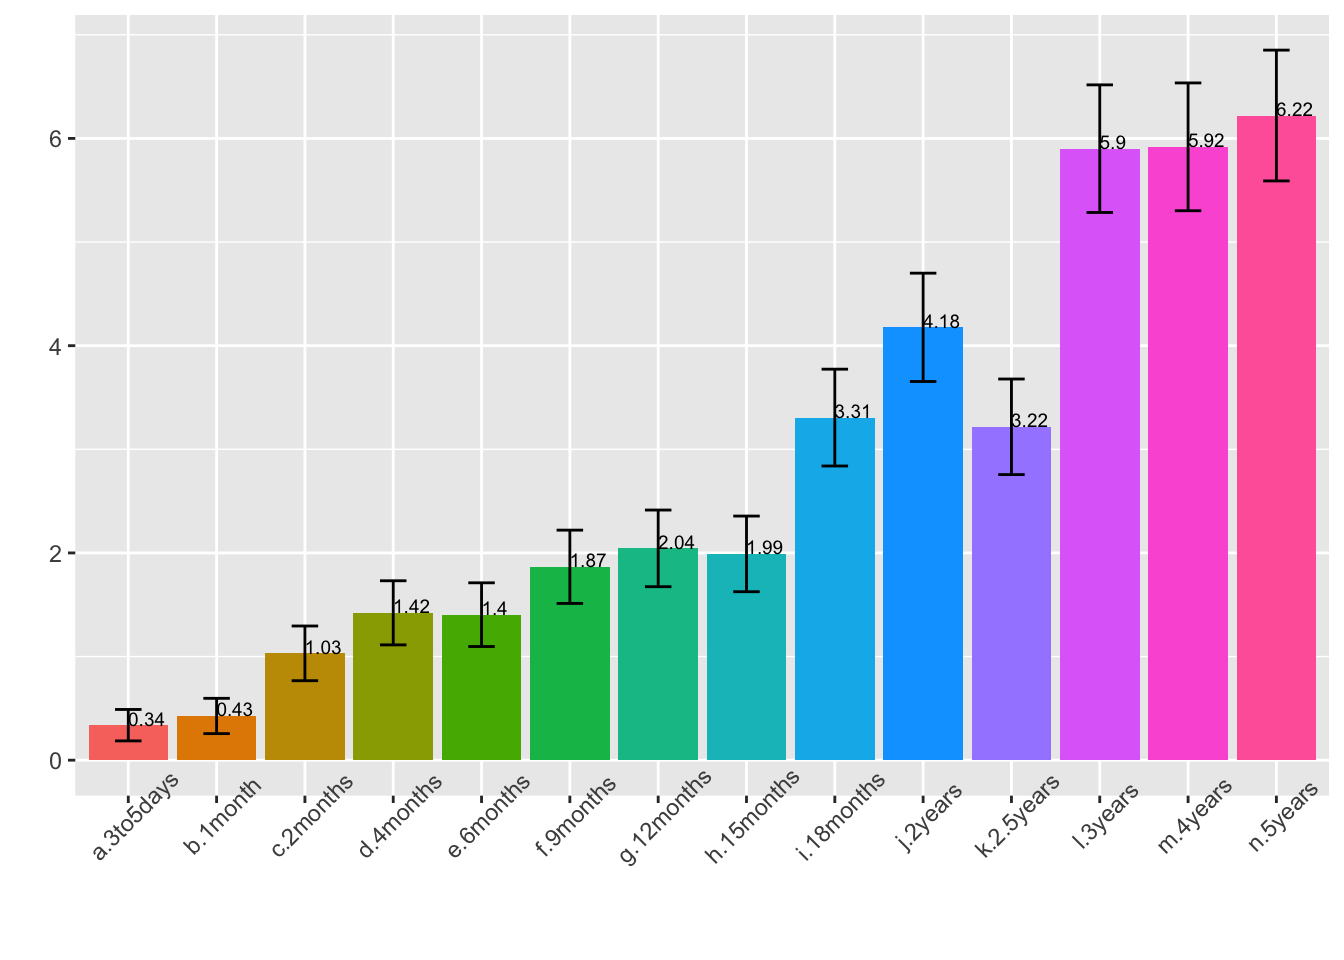 6
4
2
0
0.34
0.43
1.03
1.42
1.4
1.87
2.04
1.99
3.31
4.18
3.22
5.9
5.92
6.22
a.3to5days
b.1month
c.2months
d.4months
e.6months
f.9months
g.12months
h.15months
i.18months
j.2years
k.2.5years
l.3years
m.4years
n.5years